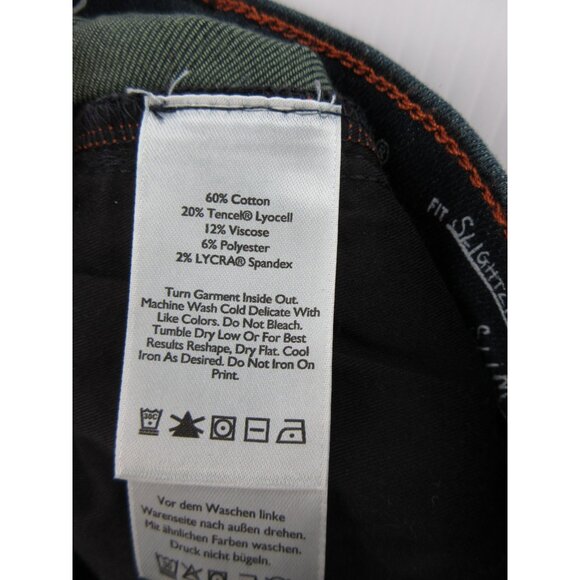 60% Cotton
20% Tencel® Lyocell
12% Viscose
6% Polyester
2% LYCRA® Spandex
Turn Garment Inside Out.
Machine Wash Cold Delicate With
Like Colors. Do Not Bleach.
Tumble Dry Low Or For Best
Results Reshape, Dry Flat. Cool
Iron As Desired. Do Not Iron On
Print.
30C
Vor dem Waschen linke
Warenseite nach außen drehen.
Mit ähnlichen Farben waschen.
Druck nicht bügeln.
®
FIT